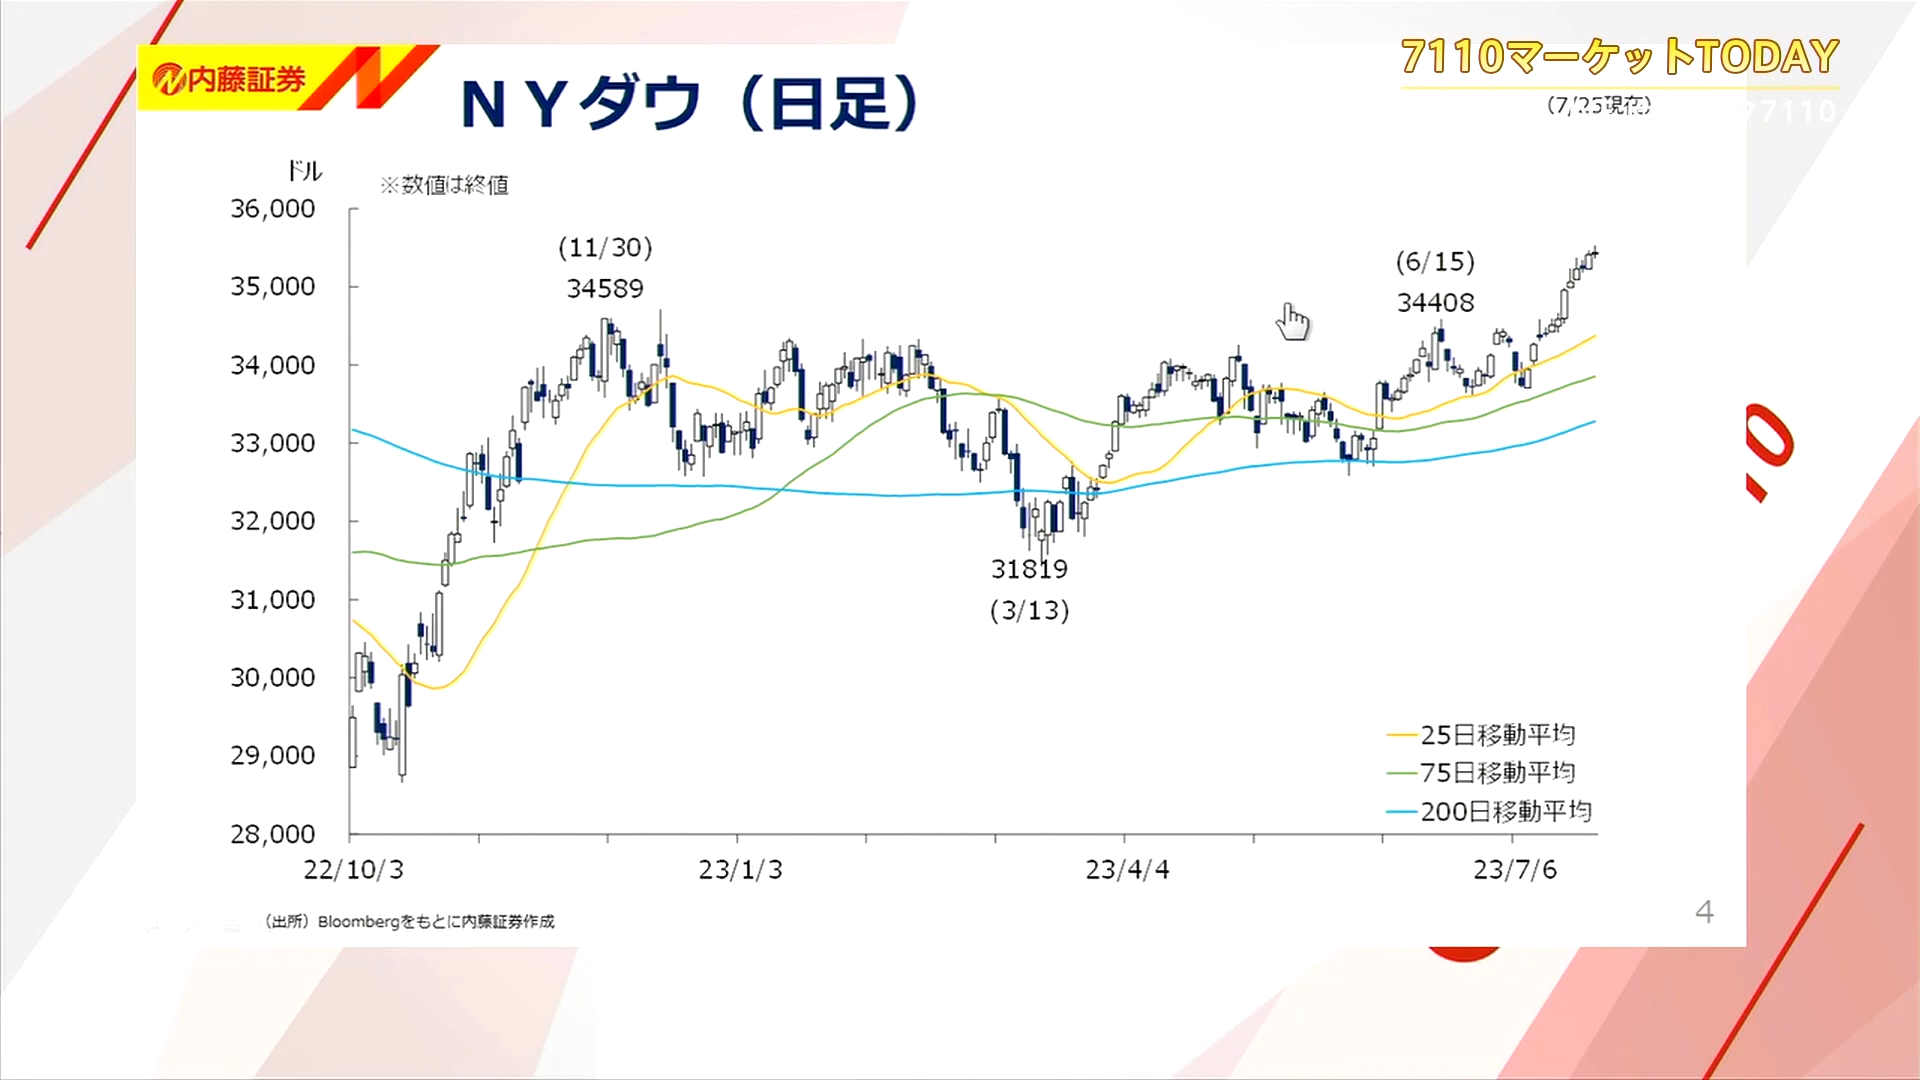 内藤証券
NYダウ（日足）
7110マーケットTODAY
(7/25現在)
7110
ドル
※数値は終値
36,000
35,000
34,000
33,000
32,000
31,000
30,000
29,000
28,000
(11/30)
34589
(6/15)
34408
31819
(3/13)
25日移動平均
75日移動平均
200日移動平均
22/10/3
23/1/3
23/4/4
23/7/6
（出所）Bloombergをもとに内藤証券作成
4